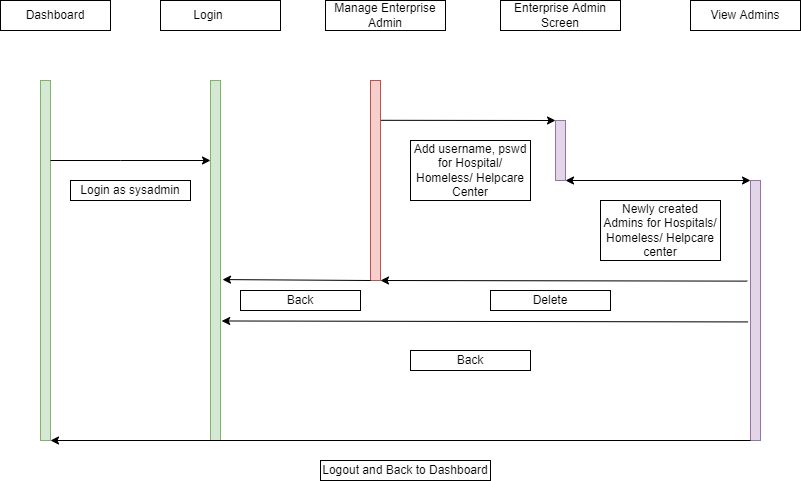 Dashboard
Login
Manage Enterprise
Admin
Enterprise Admin
Screen
View Admins
Add username, pswd
for Hospital/
Homeless/ Helpcare
Center
Login as sysadmin
Newly created
Admins for Hospitals/
Homeless/ Helpcare
center
Back
Delete
Back
Logout and Back to Dashboard